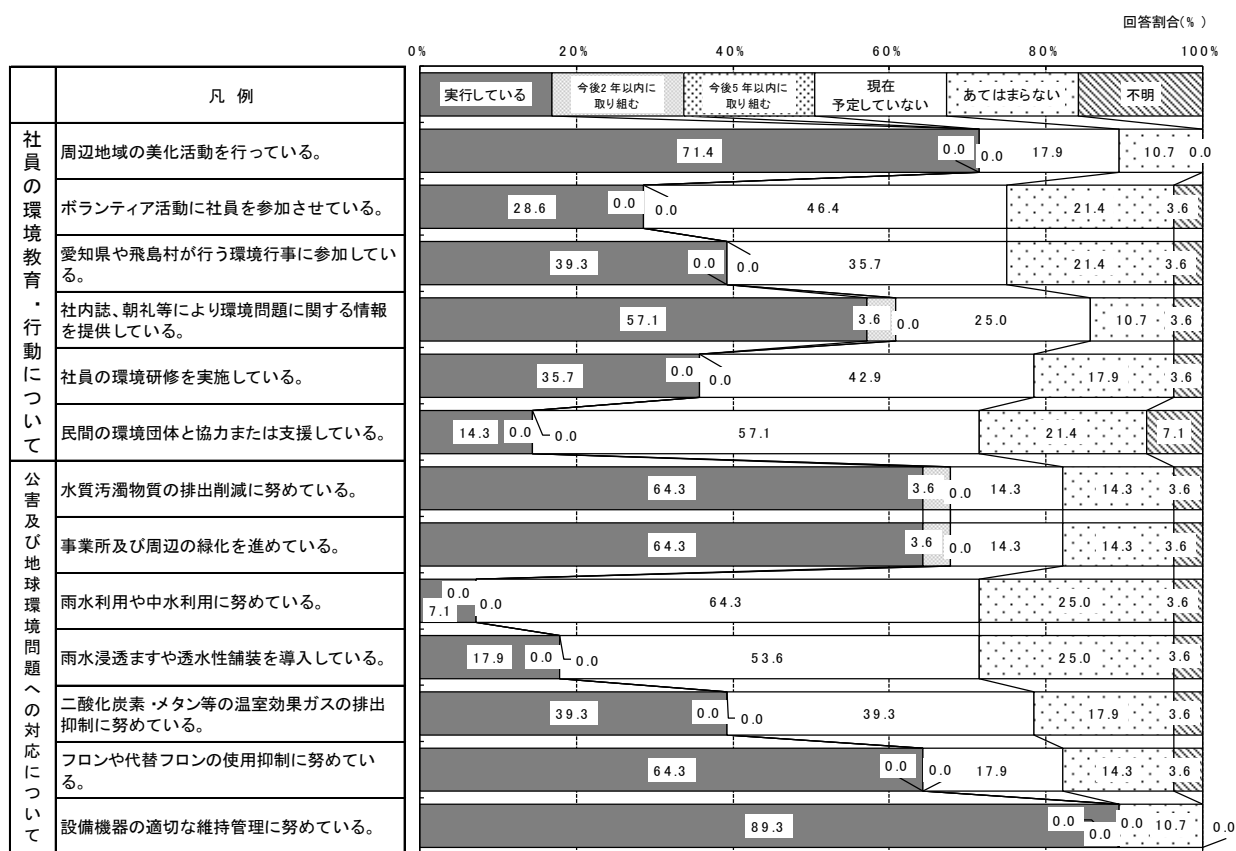 回答割合(%)
0% 20% 40% 60% 80% 100%
凡 例
実行している
今後2年以内に
取り組む
今後5年以内に
取り組む
現在
予定していない
あてはまらない
不明
社員の環境教育・行動について
周辺地域の美化活動を行っている。
71.4 0.0 0.0 17.9 10.7 0.0
ボランティア活動に社員を参加させている。
28.6 0.0 0.0 46.4 21.4 3.6
愛知県や飛島村が行う環境行事に参加してい
る。
39.3 0.0 0.0 35.7 21.4 3.6
社内誌、朝礼等により環境問題に関する情報
を提供している。
57.1 3.6 0.0 25.0 10.7 3.6
社員の環境研修を実施している。
35.7 0.0 0.0 42.9 17.9 3.6
民間の環境団体と協力または支援している。
14.3 0.0 0.0 57.1 21.4 7.1
公害及び地球環境問題への対応について
水質汚濁物質の排出削減に努めている。
64.3 3.6 0.0 14.3 14.3 3.6
事業所及び周辺の緑化を進めている。
64.3 3.6 0.0 14.3 14.3 3.6
雨水利用や中水利用に努めている。
7.1 0.0 0.0 64.3 25.0 3.6
雨水浸透ますや透水性舗装を導入している。
17.9 0.0 0.0 53.6 25.0 3.6
二酸化炭素・メタン等の温室効果ガスの排出
抑制に努めている。
39.3 0.0 0.0 39.3 17.9 3.6
フロンや代替フロンの使用抑制に努めてい
る。
64.3 0.0 0.0 17.9 14.3 3.6
設備機器の適切な維持管理に努めている。
89.3 0.0 0.0 0.0 10.7 0.0